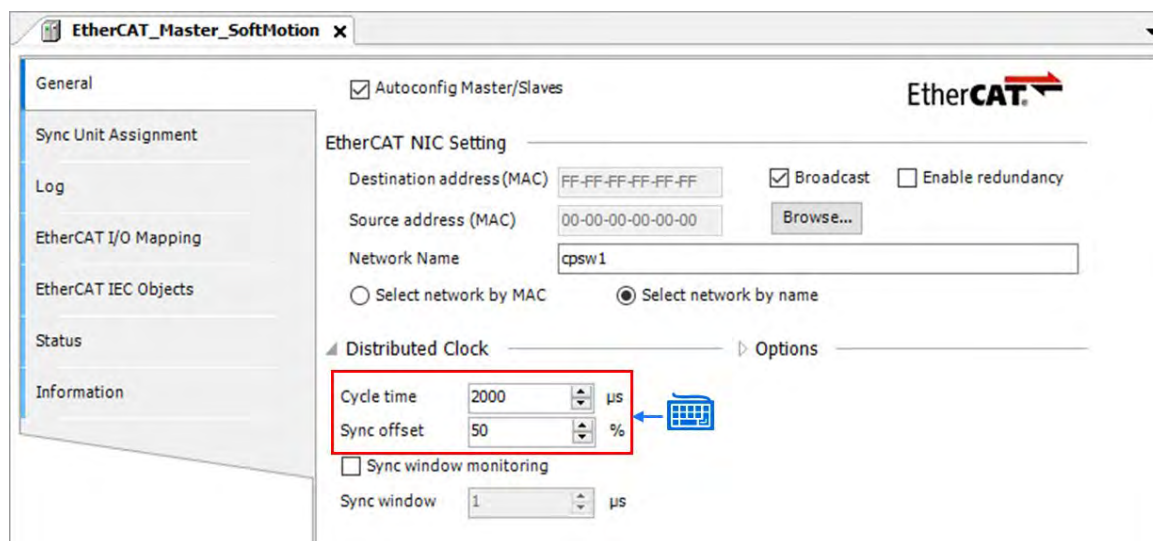 EtherCAT_Master_SoftMotion
General
Sync Unit Assignment
Log
EtherCAT I/O Mapping
EtherCAT IEC Objects
Status
Information
Autoconfig Master/Slaves
EtherCAT®
EtherCAT NIC Setting
Destination address(MAC) FF-FF-FF-FF-FF-FF Broadcast Enable redundancy
Source address (MAC) 00-00-00-00-00-00 Browse...
Network Name cpsw1
Select network by MAC Select network by name
Distributed Clock Options
Cycle time 2000 µs
Sync offset 50 %
Sync window monitoring
Sync window 1 µs